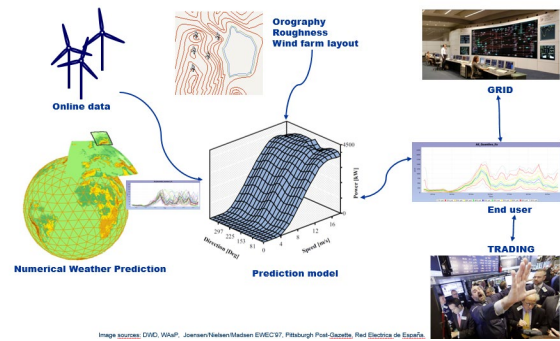 Orography
Roughness
Wind farm layout
Online data
GRID
4500
Power [kW]
0
297
225
153
81
0
Direction [Deg]
4
8
12
16
Speed [m/s]
End user
TRADING
Numerical Weather Prediction
Prediction model
Image sources: DWD, WAsP, Joensen/Nielsen/Madsen EWEC'97, Pittsburgh Post-Gazette, Red Electrica de España.